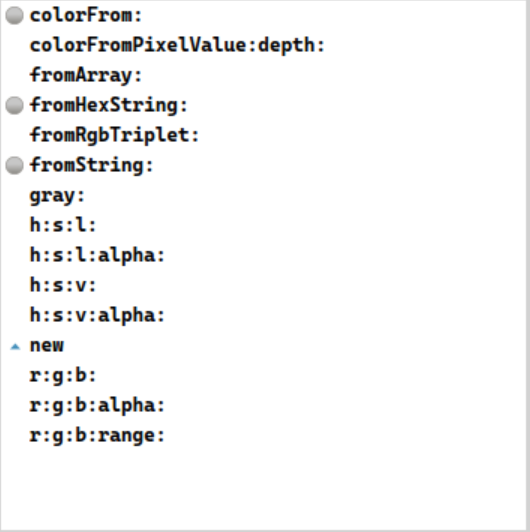 colorFrom:
colorFromPixelValue:depth:
fromArray:
fromHexString:
fromRgbTriplet:
fromString:
gray:
h:s:l:
h:s:l:alpha:
h:s:v:
h:s:v:alpha:
new
r:g:b:
r:g:b:alpha:
r:g:b:range: